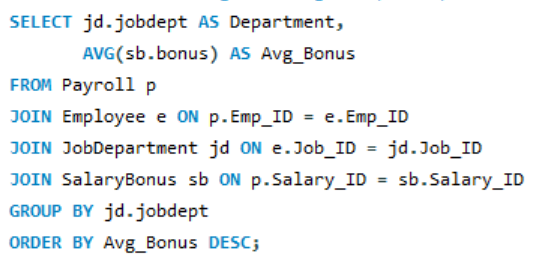 SELECT jd.jobdept AS Department,
       AVG(sb.bonus) AS Avg_Bonus
FROM Payroll p
JOIN Employee e ON p.Emp_ID = e.Emp_ID
JOIN JobDepartment jd ON e.Job_ID = jd.Job_ID
JOIN SalaryBonus sb ON p.Salary_ID = sb.Salary_ID
GROUP BY jd.jobdept
ORDER BY Avg_Bonus DESC;